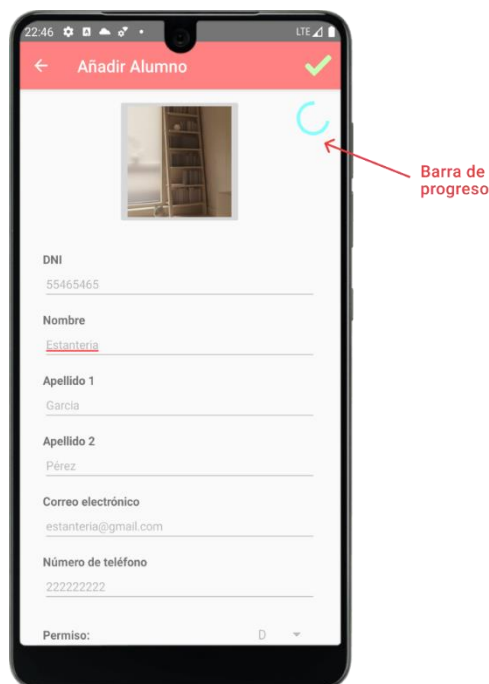 22:46
LTE
Añadir Alumno
Barra de
progreso
DNI
55465465
Nombre
Estanteria
Apellido 1
Garcia
Apellido 2
Pérez
Correo electrónico
estanteria@gmail.com
Número de teléfono
222222222
Permiso: D